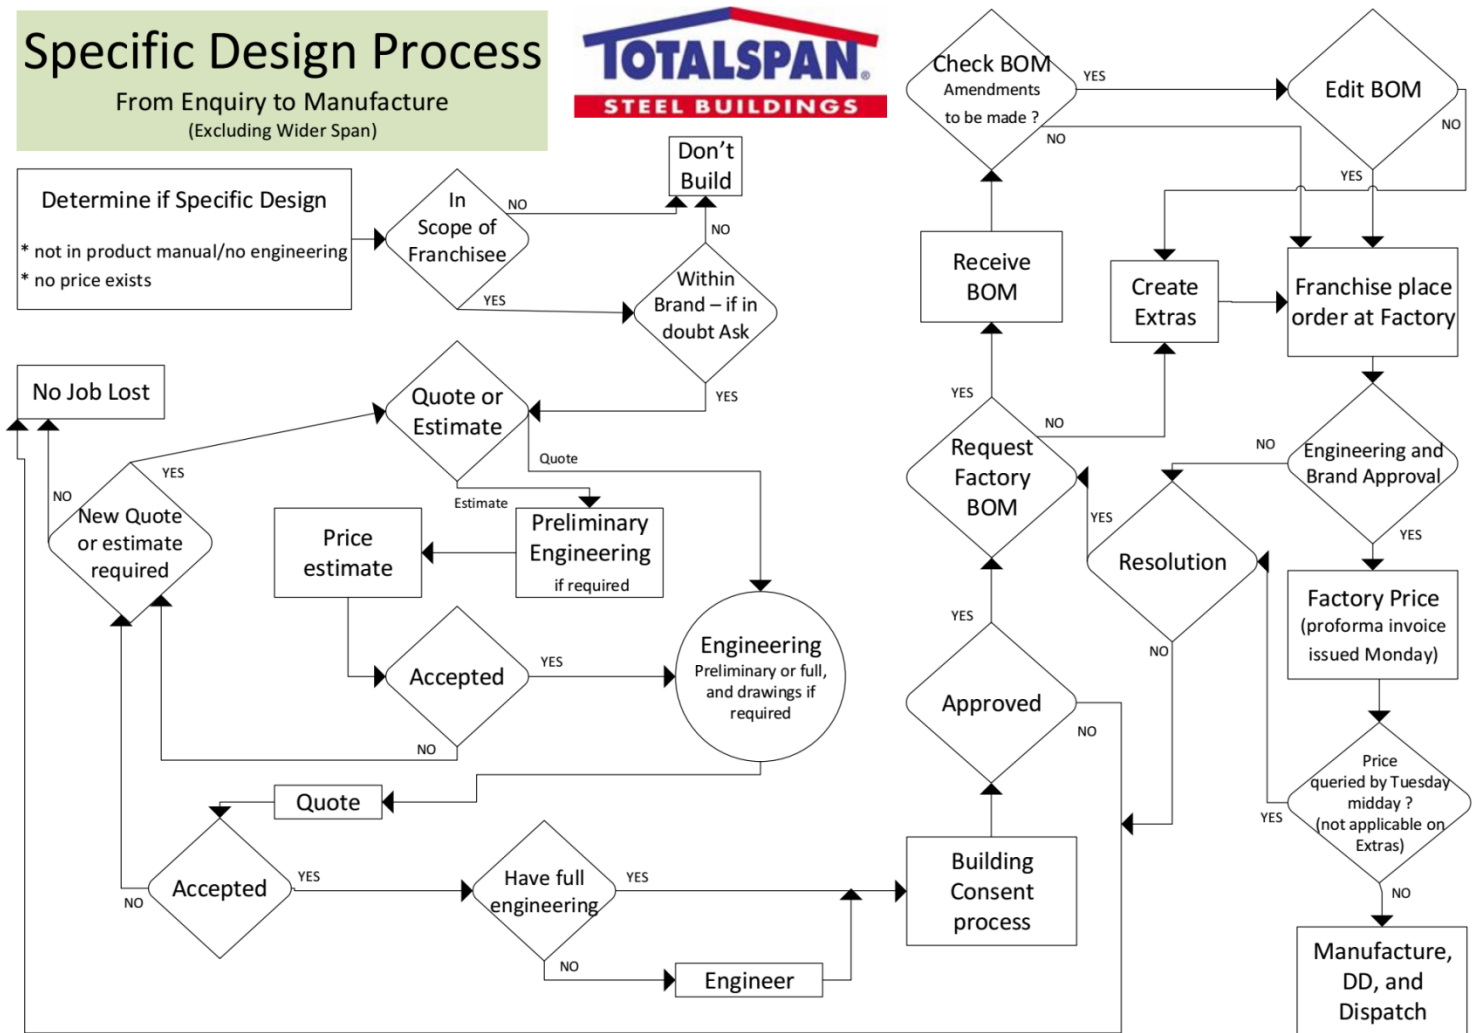 Specific Design Process
From Enquiry to Manufacture
(Excluding Wider Span)
TOTALSPAN®
STEEL BUILDINGS
Determine if Specific Design
* not in product manual/no engineering
* no price exists
In
Scope of
Franchisee
NO
YES
Don't
Build
NO
Within
Brand – if in
doubt Ask
YES
No Job Lost
Quote or
Estimate
Quote
Estimate
YES
NO
New Quote
or estimate
required
Price
estimate
Preliminary
Engineering
if required
Accepted
YES
NO
Engineering
Preliminary or full,
and drawings if
required
Quote
Accepted
YES
NO
Have full
engineering
YES
NO
Engineer
Building
Consent
process
Approved
YES
NO
Request
Factory
BOM
YES
NO
Receive
BOM
Check BOM
Amendments
to be made ?
YES
NO
Edit BOM
NO
YES
Create
Extras
Franchise place
order at Factory
Engineering and
Brand Approval
NO
YES
Resolution
YES
NO
Factory Price
(proforma invoice
issued Monday)
Price
queried by Tuesday
midday ?
(not applicable on
Extras)
YES
NO
Manufacture,
DD, and
Dispatch